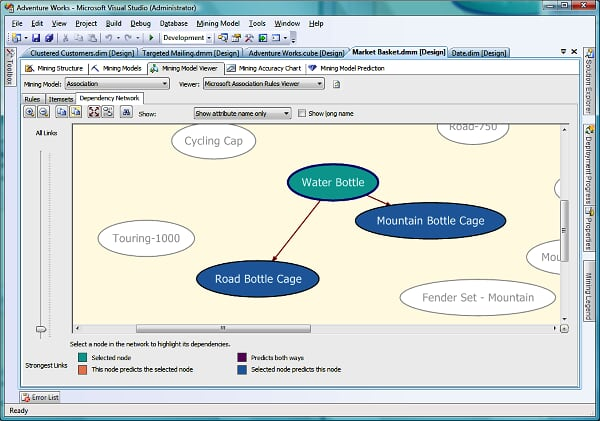 Adventure Works - Microsoft Visual Studio (Administrator)
File Edit View Project Build Debug Database Mining Model Tools Window Help
Development
Clustered Customers.dim [Design] Targeted Mailing.dmm [Design] Adventure Works.cube [Design] Market Basket.dmm [Design] Date.dim [Design]
Mining Structure Mining Models Mining Model Viewer Mining Accuracy Chart Mining Model Prediction
Mining Model: Association Viewer: Microsoft Association Rules Viewer
Rules Itemsets Dependency Network
Show: Show attribute name only Show long name
All Links
Cycling Cap
Road-750
Water Bottle
Mountain Bottle Cage
Touring-1000
Mou
Road Bottle Cage
Fender Set - Mountain
Select a node in the network to highlight its dependencies.
Strongest Links
Selected node Predicts both ways
This node predicts the selected node Selected node predicts this node
Error List
Ready
Toolbox
Solution Explorer
Deployment Progress
Properties
Mining Legend